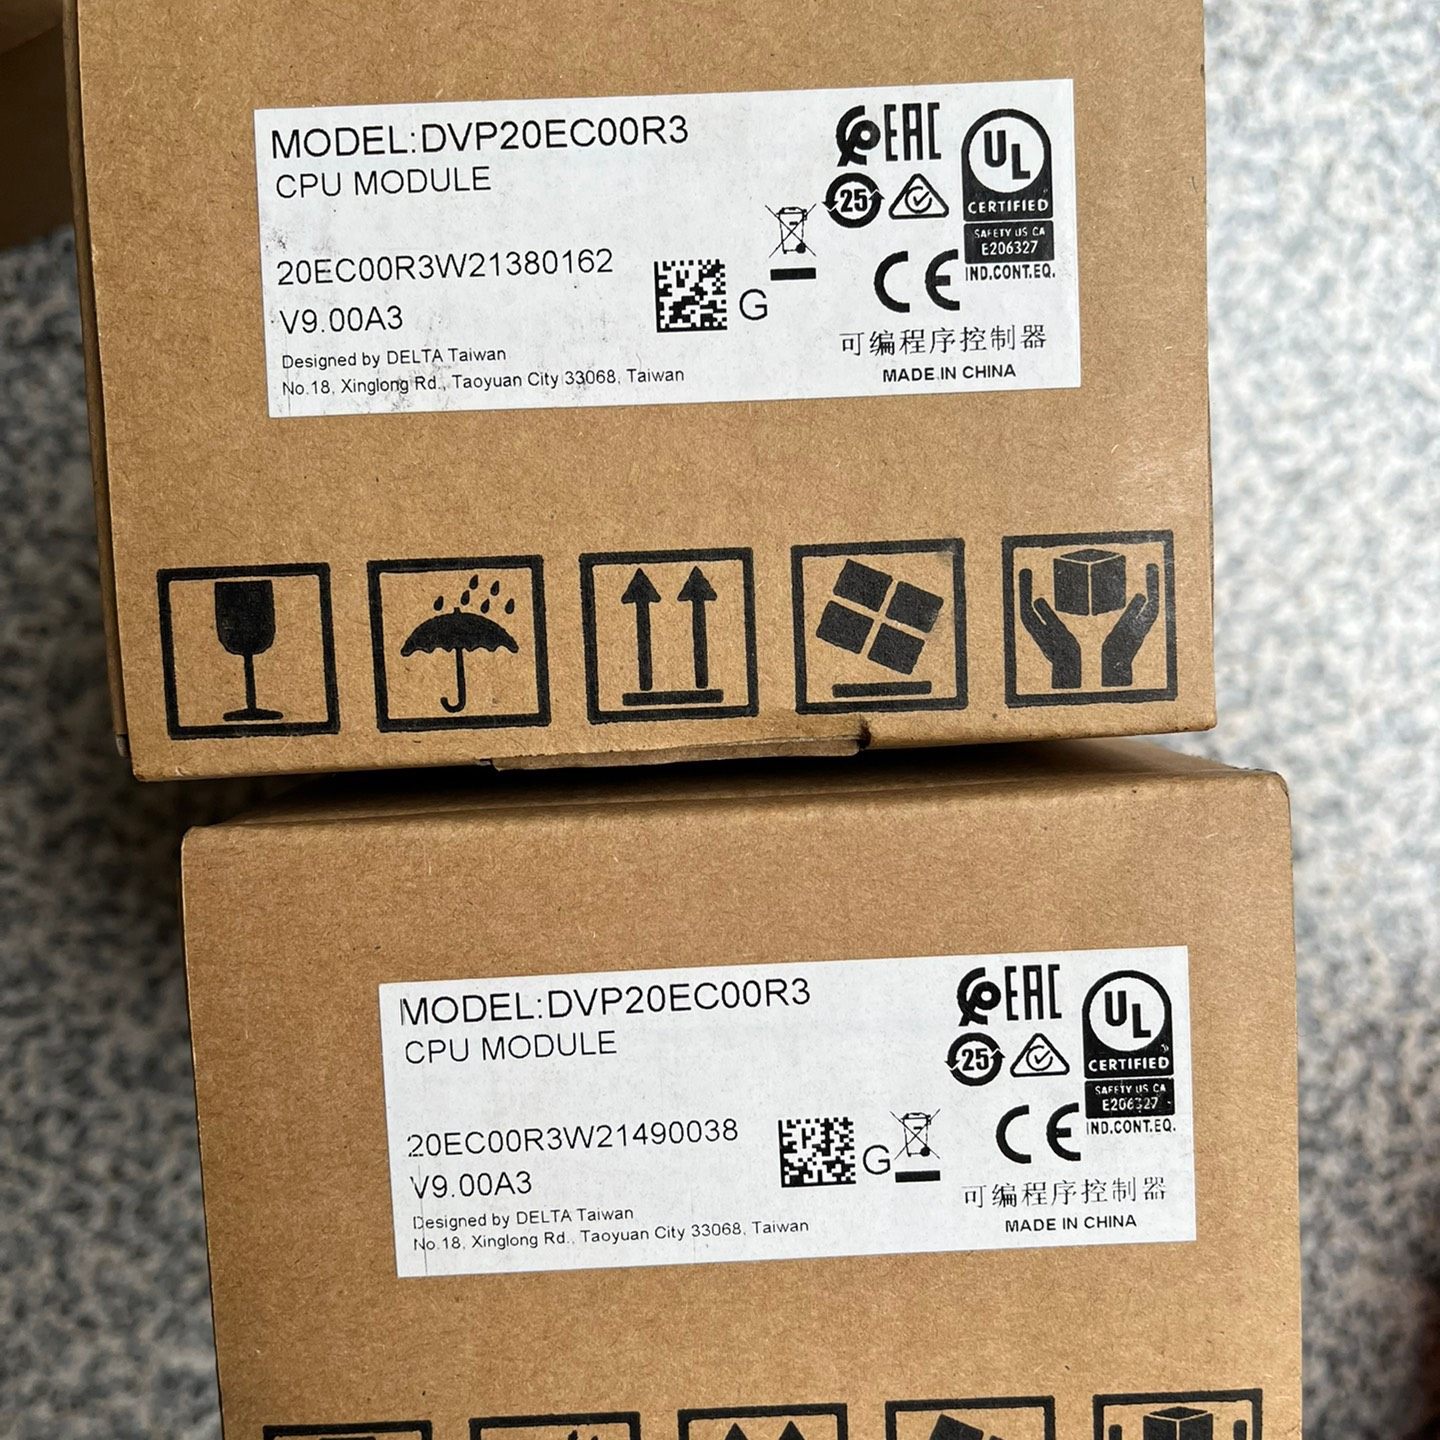 MODEL:DVP20EC00R3
CPU MODULE
20EC00R3W21380162
V9.00A3
Designed by DELTA Taiwan
No.18, Xinglong Rd., Taoyuan City 33068, Taiwan
G
EAC
25
UL
CERTIFIED
SAFETY US CA
E206327
IND.CONT.EQ.
CE
可编程序控制器
MADE IN CHINA
MODEL:DVP20EC00R3
CPU MODULE
20EC00R3W21490038
V9.00A3
Designed by DELTA Taiwan
No.18, Xinglong Rd., Taoyuan City 33068, Taiwan
G
EAC
25
UL
CERTIFIED
SAFETY US CA
E206327
IND.CONT.EQ.
CE
可编程序控制器
MADE IN CHINA